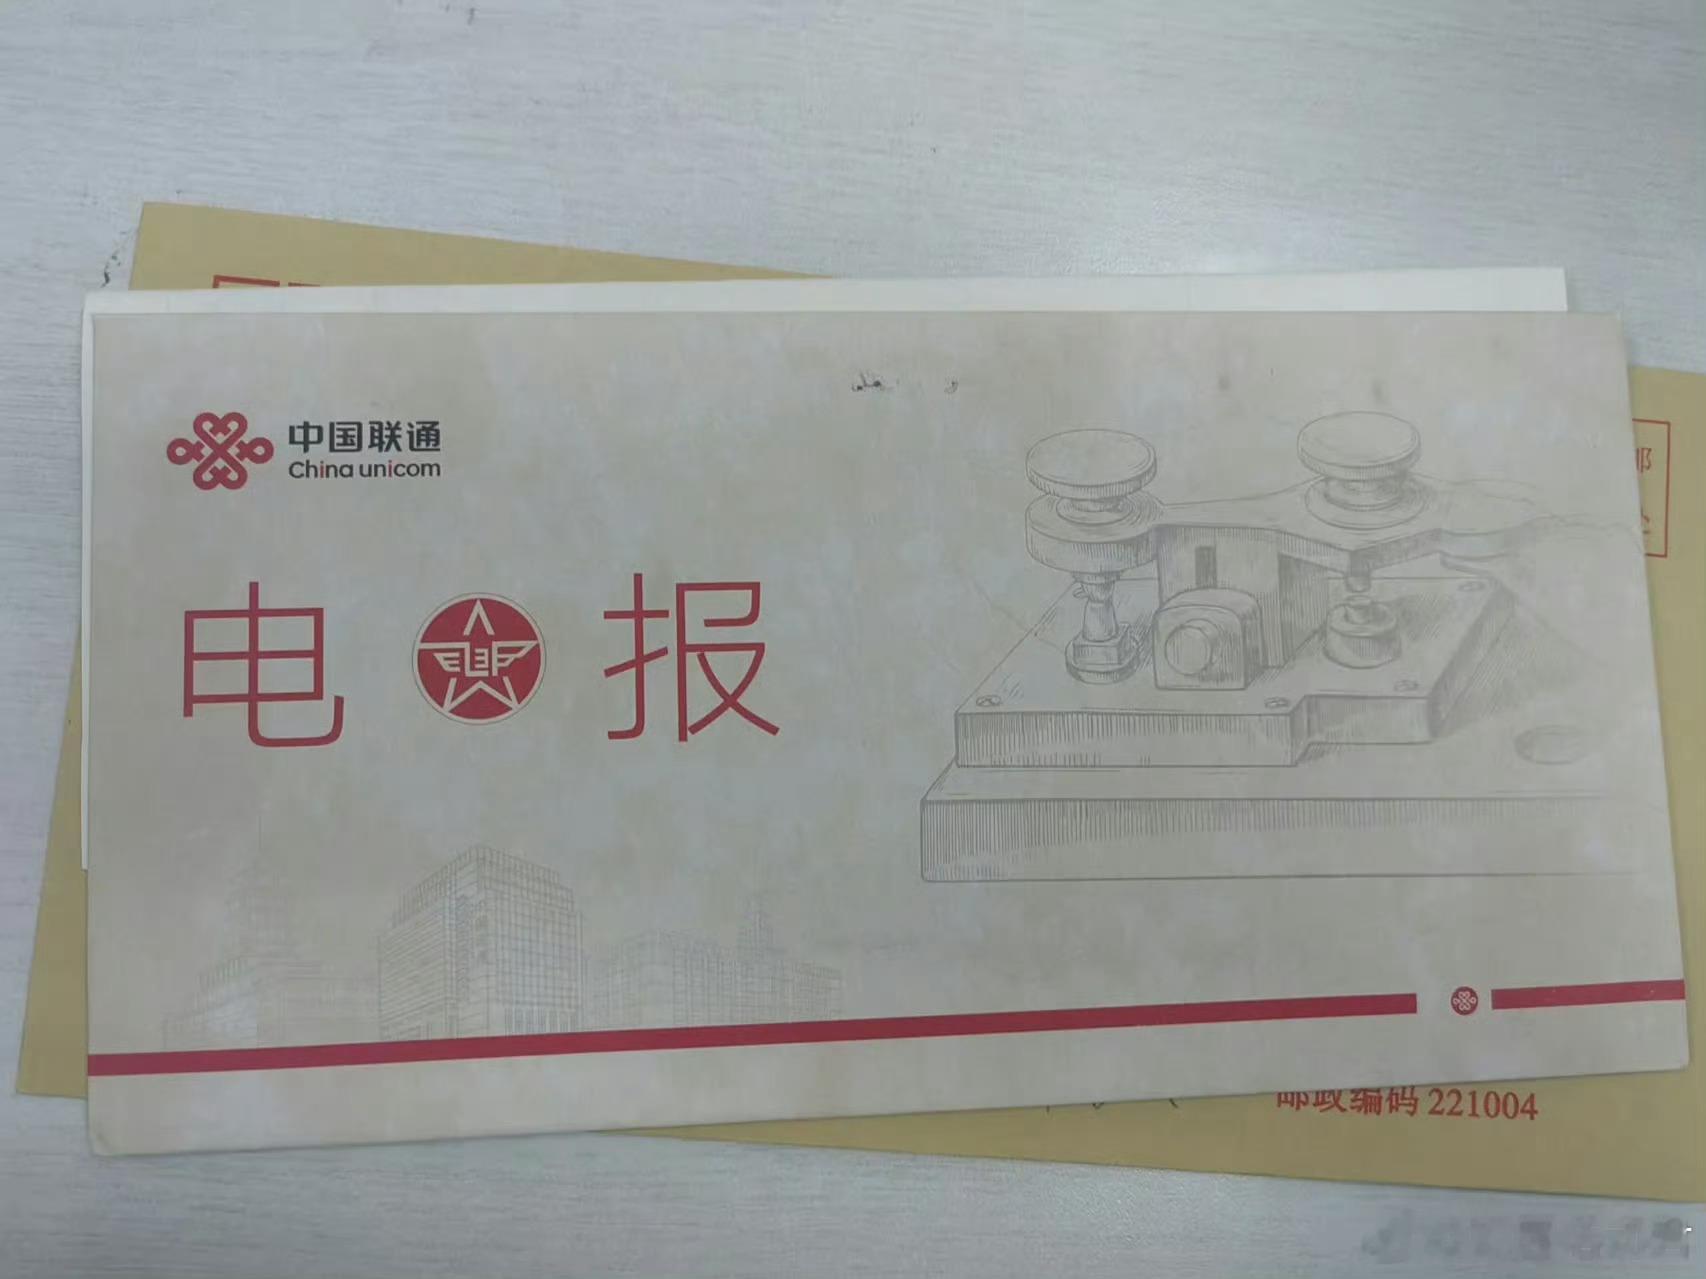 中国联通
China unicom
电报
邮政编码 221004